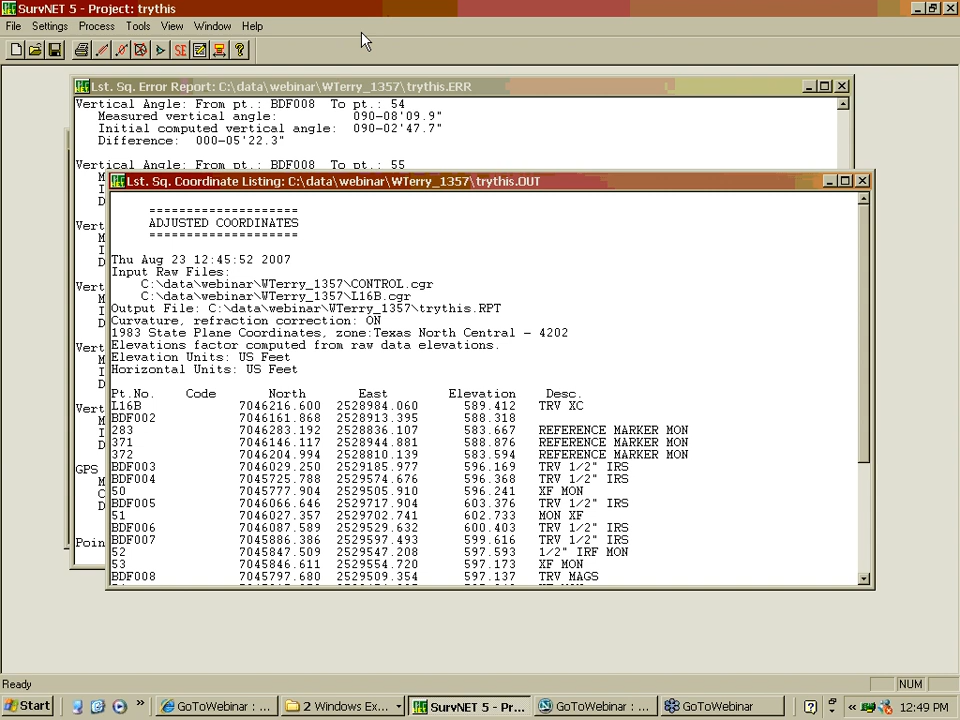 SurvNET 5 - Project: trythis
File Settings Process Tools View Window Help
SE
Lst. Sq. Error Report: C:\data\webinar\WTerry_1357\trythis.ERR
Vertical Angle: From pt.: BDF008 To pt.: 54
Measured vertical angle: 090-08'09.9"
Initial computed vertical angle: 090-02'47.7"
Difference: 000-05'22.3"
Vertical Angle: From pt.: BDF008 To pt.: 55
Lst. Sq. Coordinate Listing: C:\data\webinar\WTerry_1357\trythis.OUT
====================
ADJUSTED COORDINATES
====================
Thu Aug 23 12:45:52 2007
Input Raw Files:
C:\data\webinar\WTerry_1357\CONTROL.cgr
C:\data\webinar\WTerry_1357\L16B.cgr
Output File: C:\data\webinar\WTerry_1357\trythis.RPT
Curvature, refraction correction: ON
1983 State Plane Coordinates, zone:Texas North Central - 4202
Elevations factor computed from raw data elevations.
Elevation Units: US Feet
Horizontal Units: US Feet
Pt.No. Code North East Elevation Desc.
L16B 7046216.600 2528984.060 589.412 TRV XC
BDF002 7046161.868 2528913.395 588.318
283 7046283.192 2528836.107 583.667 REFERENCE MARKER MON
371 7046146.117 2528944.881 588.876 REFERENCE MARKER MON
372 7046204.994 2528810.139 583.594 REFERENCE MARKER MON
BDF003 7046029.250 2529185.977 596.169 TRV 1/2" IRS
BDF004 7045725.788 2529574.676 596.368 TRV 1/2" IRS
50 7045777.904 2529505.910 596.241 XF MON
BDF005 7046066.646 2529717.904 603.376 TRV 1/2" IRS
51 7046027.357 2529702.741 602.733 MON XF
BDF006 7046087.589 2529529.632 600.403 TRV 1/2" IRS
BDF007 7045886.386 2529597.493 599.616 TRV 1/2" IRS
52 7045847.509 2529547.208 597.593 1/2" IRF MON
53 7045846.611 2529554.720 597.173 XF MON
BDF008 7045797.680 2529509.354 597.137 TRV MAGS
Vert
Vert
Vert
Vert
GPS
Poin
Ready
NUM
Start
GoToWebinar : ...
2 Windows Ex...
SurvNET 5 - Pr...
GoToWebinar : ...
GoToWebinar
12:49 PM